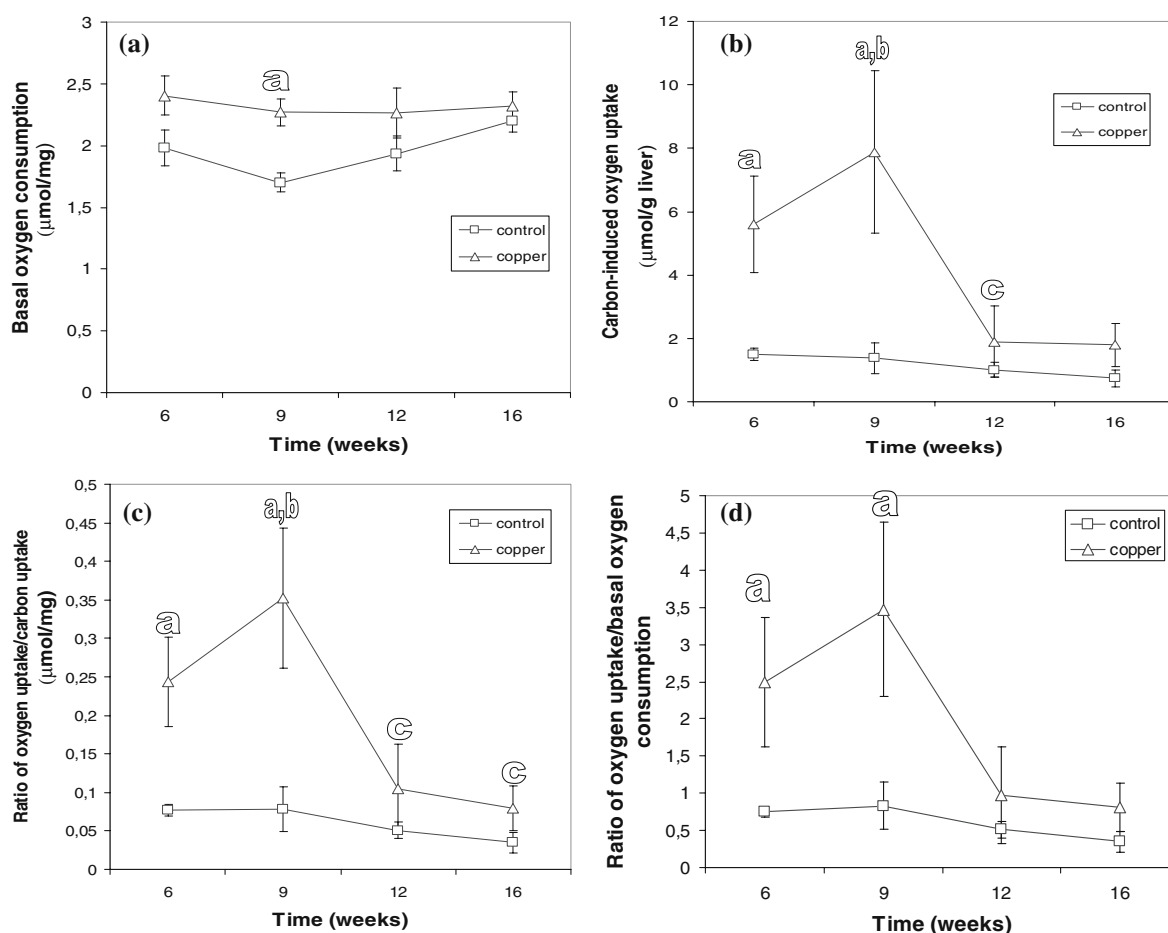 (a)
Basal oxygen consumption
(μmol/mg)
3
2,5
2
1,5
1
0,5
0
a
control
copper
6 9 12 16
Time (weeks)
(b)
Carbon-induced oxygen uptake
(μmol/g liver)
12
10
8
6
4
2
0
a
a,b
c
control
copper
6 9 12 16
Time (weeks)
(c)
Ratio of oxygen uptake/carbon uptake
(μmol/mg)
0,5
0,45
0,4
0,35
0,3
0,25
0,2
0,15
0,1
0,05
0
a
a,b
c
c
control
copper
6 9 12 16
Time (weeks)
(d)
Ratio of oxygen uptake/basal oxygen
consumption
5
4,5
4
3,5
3
2,5
2
1,5
1
0,5
0
a
a
control
copper
6 9 12 16
Time (weeks)